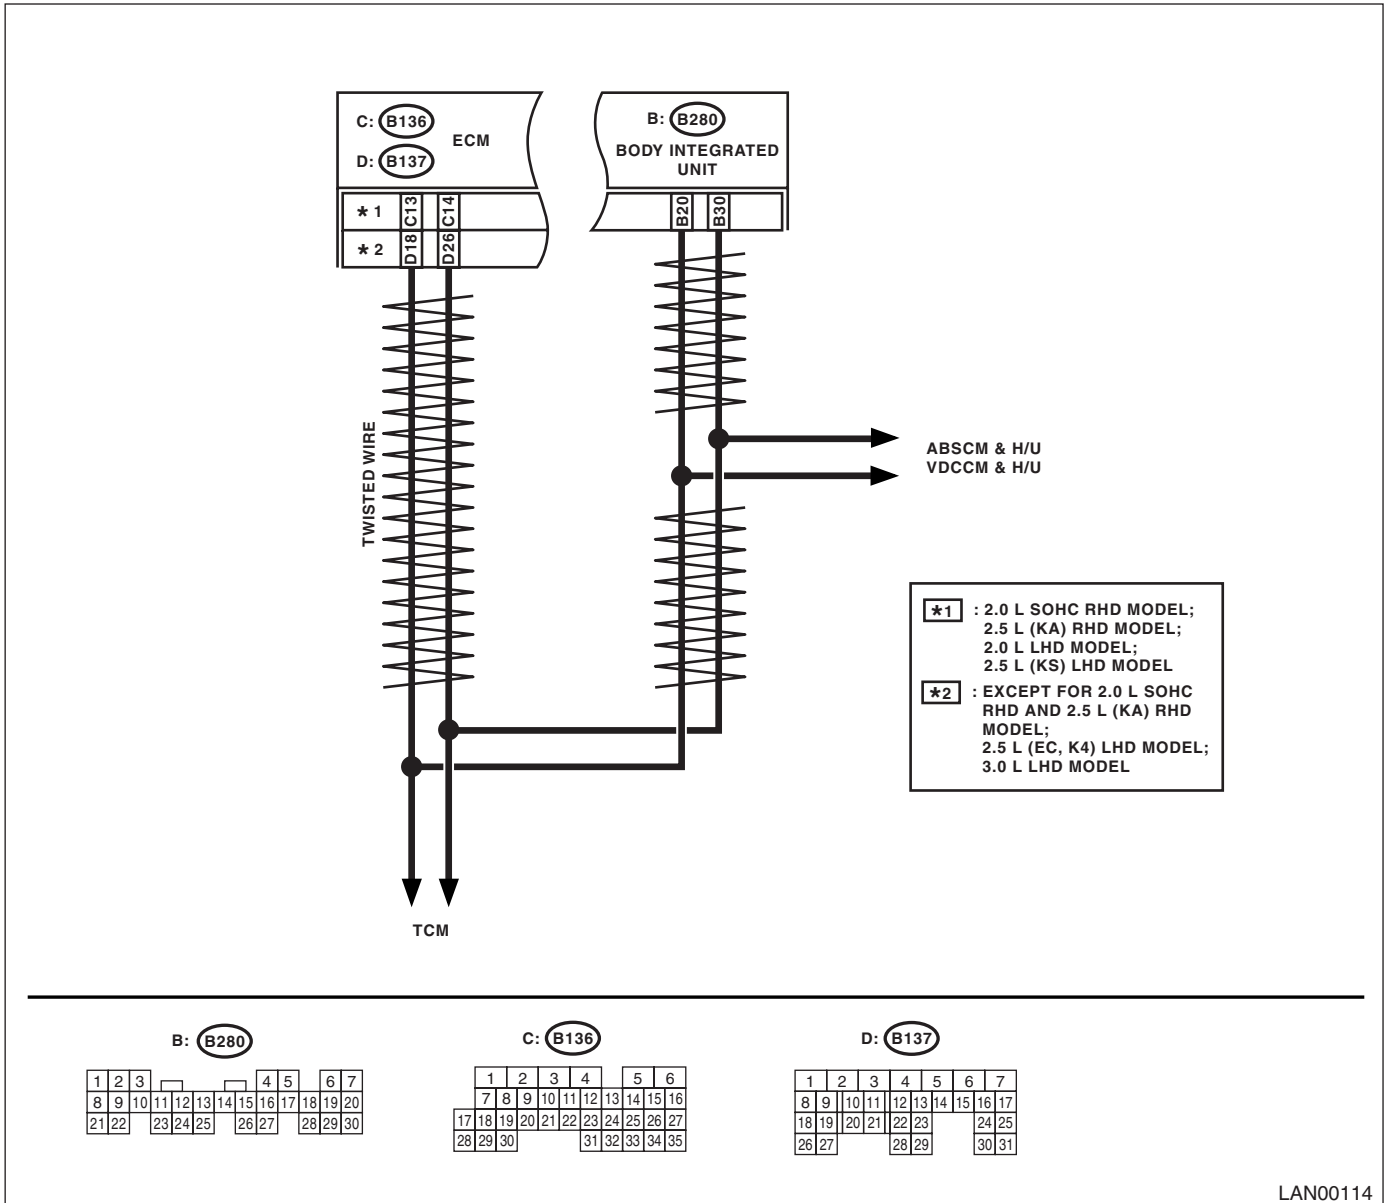 C: B136
ECM
D: B137
B: B280
BODY INTEGRATED
UNIT
*1 C13 C14
*2 D18 D26
B20 B30
TWISTED WIRE
ABSCM & H/U
VDCCM & H/U
*1 : 2.0 L SOHC RHD MODEL;
2.5 L (KA) RHD MODEL;
2.0 L LHD MODEL;
2.5 L (KS) LHD MODEL
*2 : EXCEPT FOR 2.0 L SOHC
RHD AND 2.5 L (KA) RHD
MODEL;
2.5 L (EC, K4) LHD MODEL;
3.0 L LHD MODEL
TCM
B: B280
1 2 3 4 5 6 7
8 9 10 11 12 13 14 15 16 17 18 19 20
21 22 23 24 25 26 27 28 29 30
C: B136
1 2 3 4 5 6
7 8 9 10 11 12 13 14 15 16
17 18 19 20 21 22 23 24 25 26 27
28 29 30 31 32 33 34 35
D: B137
1 2 3 4 5 6 7
8 9 10 11 12 13 14 15 16 17
18 19 20 21 22 23 24 25
26 27 28 29 30 31
LAN00114